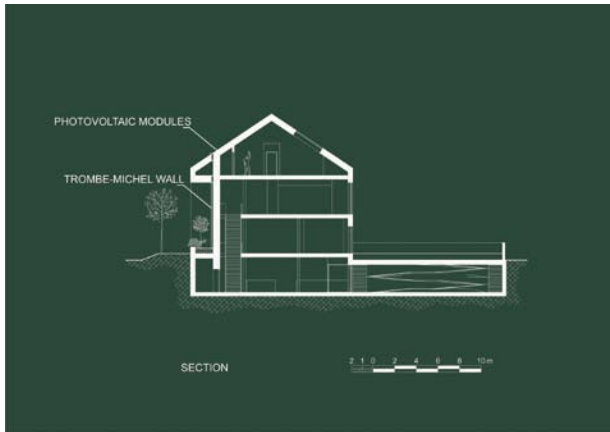 PHOTOVOLTAIC MODULES
TROMBE-MICHEL WALL
SECTION
2 1 0 2 4 6 8 10 m